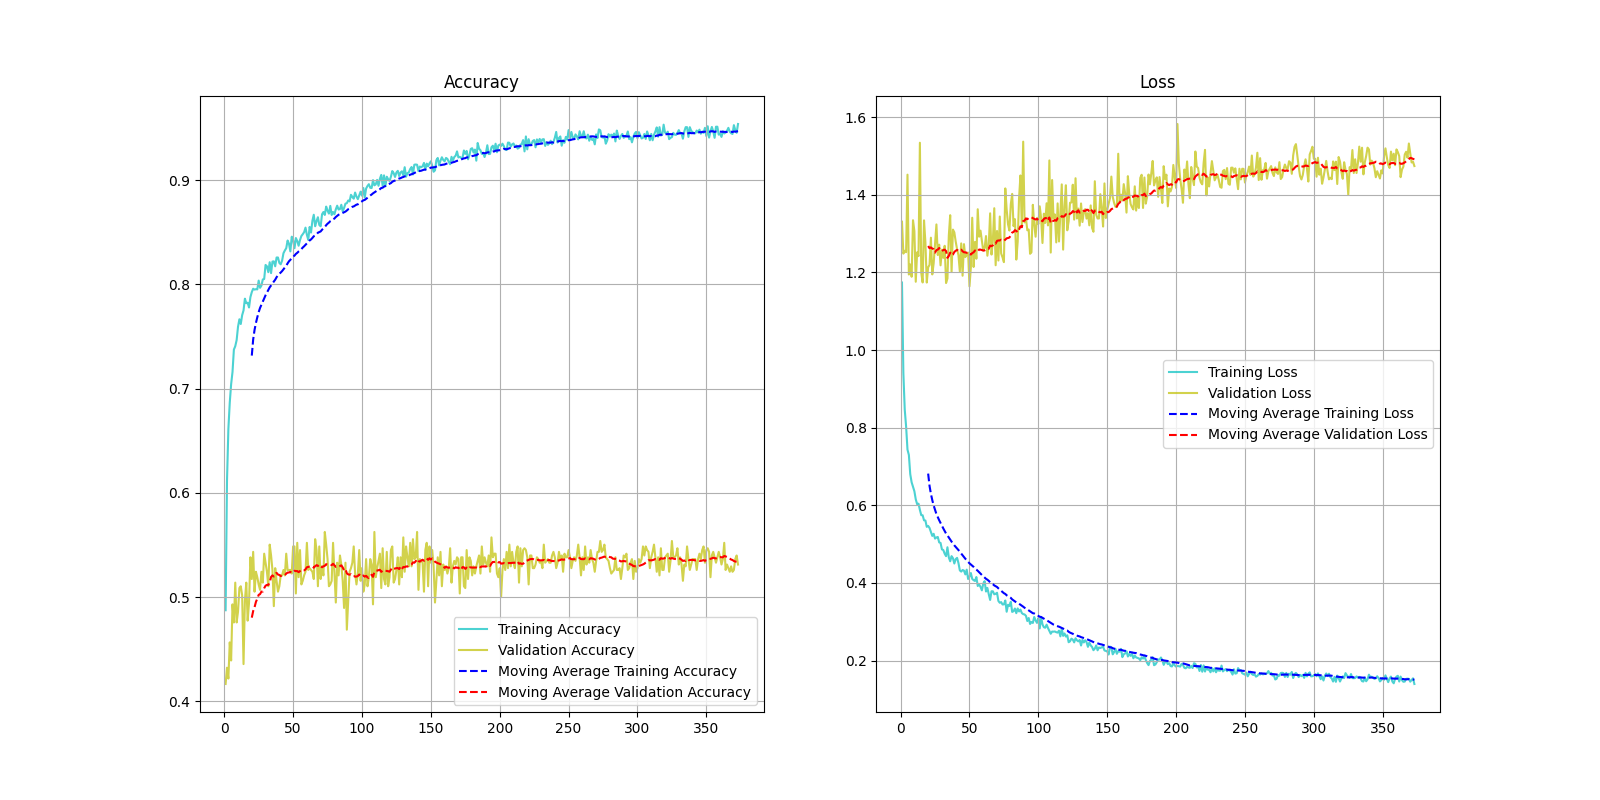 Accuracy
0.9
0.8
0.7
0.6
0.5
0.4
0 50 100 150 200 250 300 350
Training Accuracy
Validation Accuracy
Moving Average Training Accuracy
Moving Average Validation Accuracy
Loss
1.6
1.4
1.2
1.0
0.8
0.6
0.4
0.2
0 50 100 150 200 250 300 350
Training Loss
Validation Loss
Moving Average Training Loss
Moving Average Validation Loss